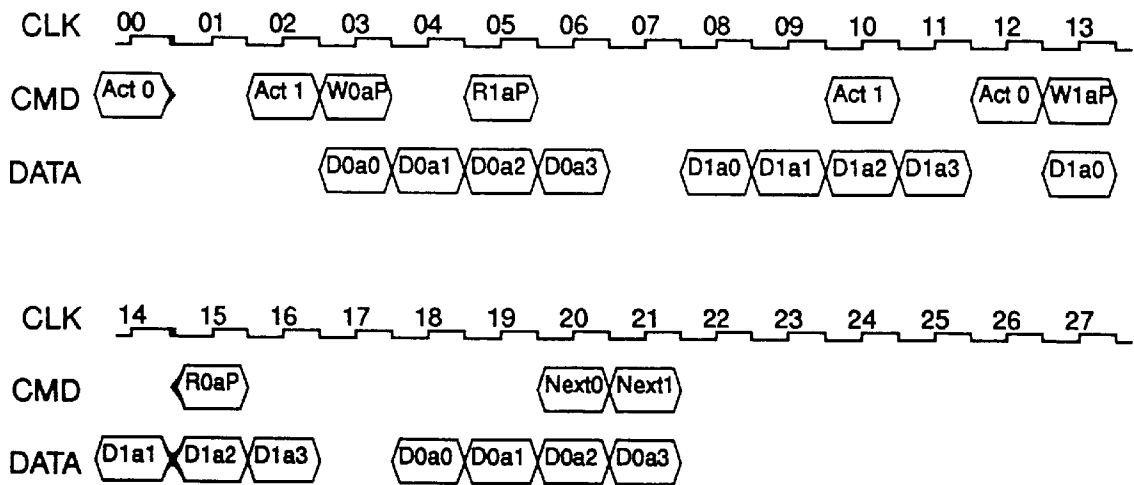 CLK 00 01 02 03 04 05 06 07 08 09 10 11 12 13
CMD Act 0 Act 1 W0aP R1aP Act 1 Act 0 W1aP
DATA D0a0 D0a1 D0a2 D0a3 D1a0 D1a1 D1a2 D1a3 D1a0
CLK 14 15 16 17 18 19 20 21 22 23 24 25 26 27
CMD R0aP Next0 Next1
DATA D1a1 D1a2 D1a3 D0a0 D0a1 D0a2 D0a3